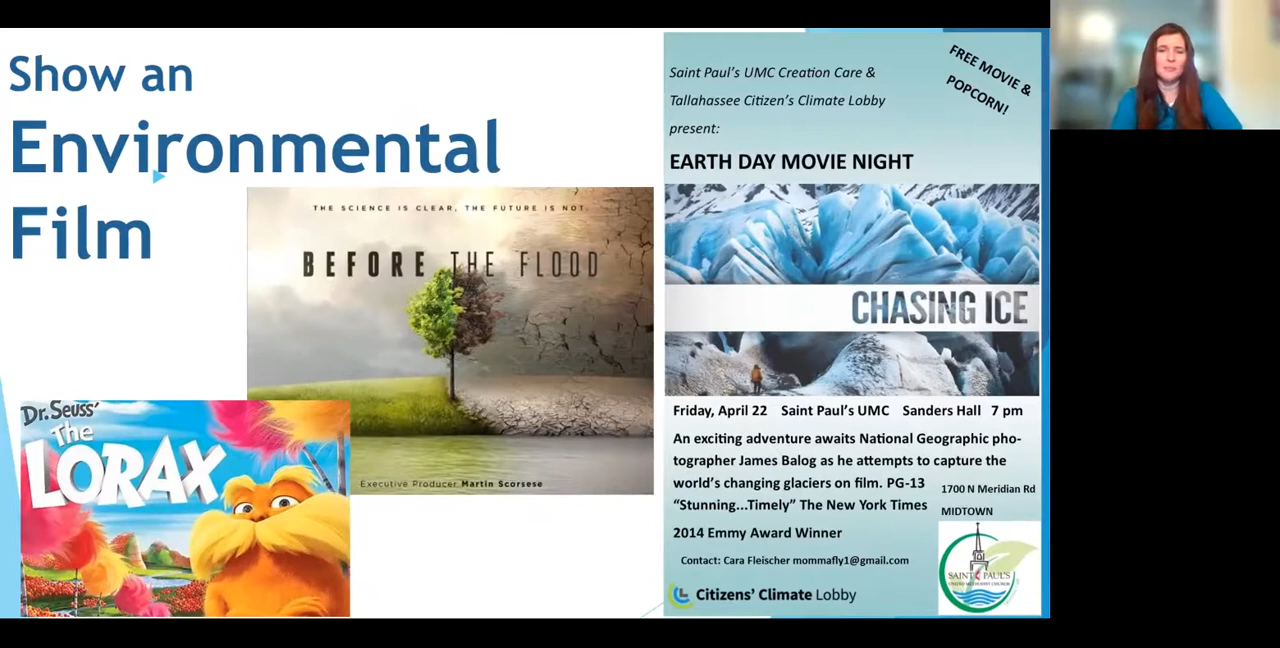 Show an
Environmental
Film
THE SCIENCE IS CLEAR, THE FUTURE IS NOT.
BEFORE THE FLOOD
Executive Producer Martin Scorsese
Dr. Seuss'
The
LORAX
FREE MOVIE &
POPCORN!
Saint Paul's UMC Creation Care &
Tallahassee Citizen's Climate Lobby
present:
EARTH DAY MOVIE NIGHT
CHASING ICE
Friday, April 22 Saint Paul's UMC Sanders Hall 7 pm
An exciting adventure awaits National Geographic pho-
tographer James Balog as he attempts to capture the
world's changing glaciers on film. PG-13
"Stunning...Timely" The New York Times
2014 Emmy Award Winner
1700 N Meridian Rd
MIDTOWN
Contact: Cara Fleischer mommafly1@gmail.com
Citizens' Climate Lobby
SAINT PAUL'S
UNITED METHODIST CHURCH